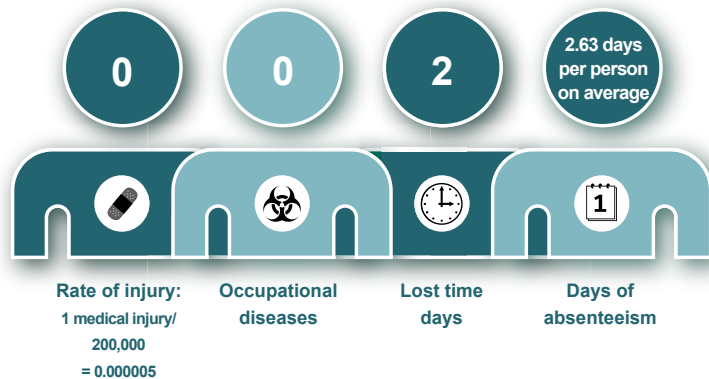 0
0
2
2.63 days
per person
on average
1
Rate of injury:
1 medical injury/
200,000
= 0.000005
Occupational
diseases
Lost time
days
Days of
absenteeism